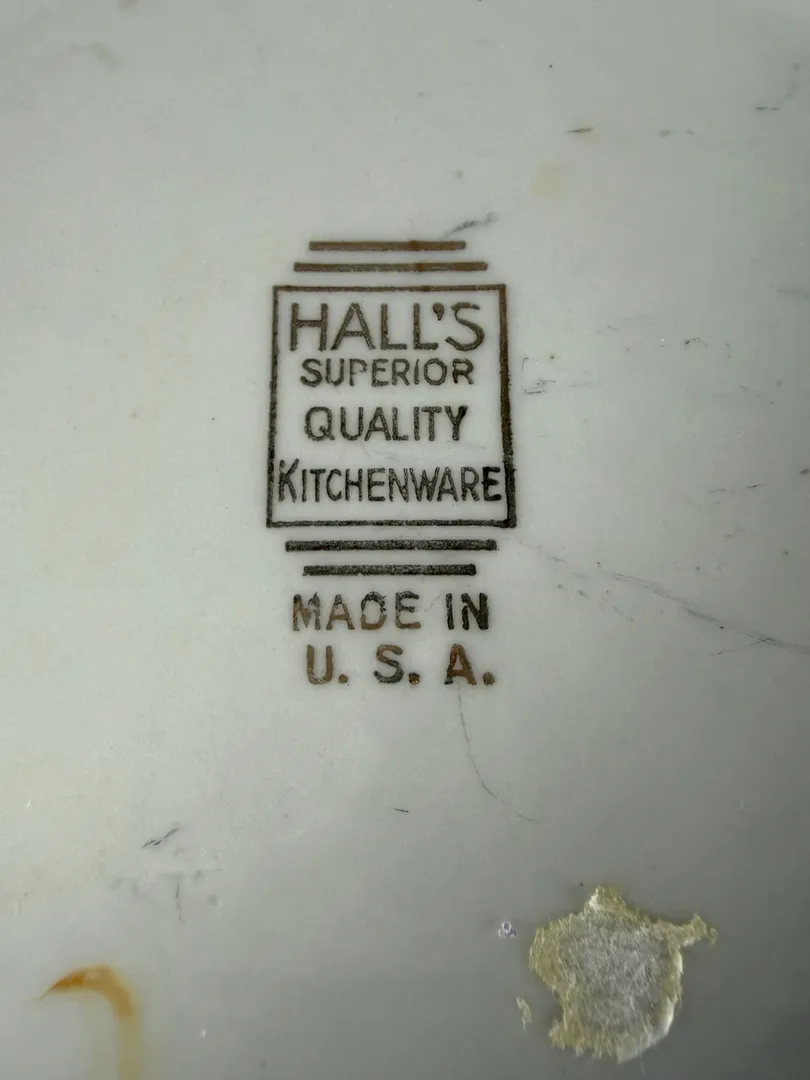 HALL'S
SUPERIOR
QUALITY
KITCHENWARE
MADE IN
U. S. A.